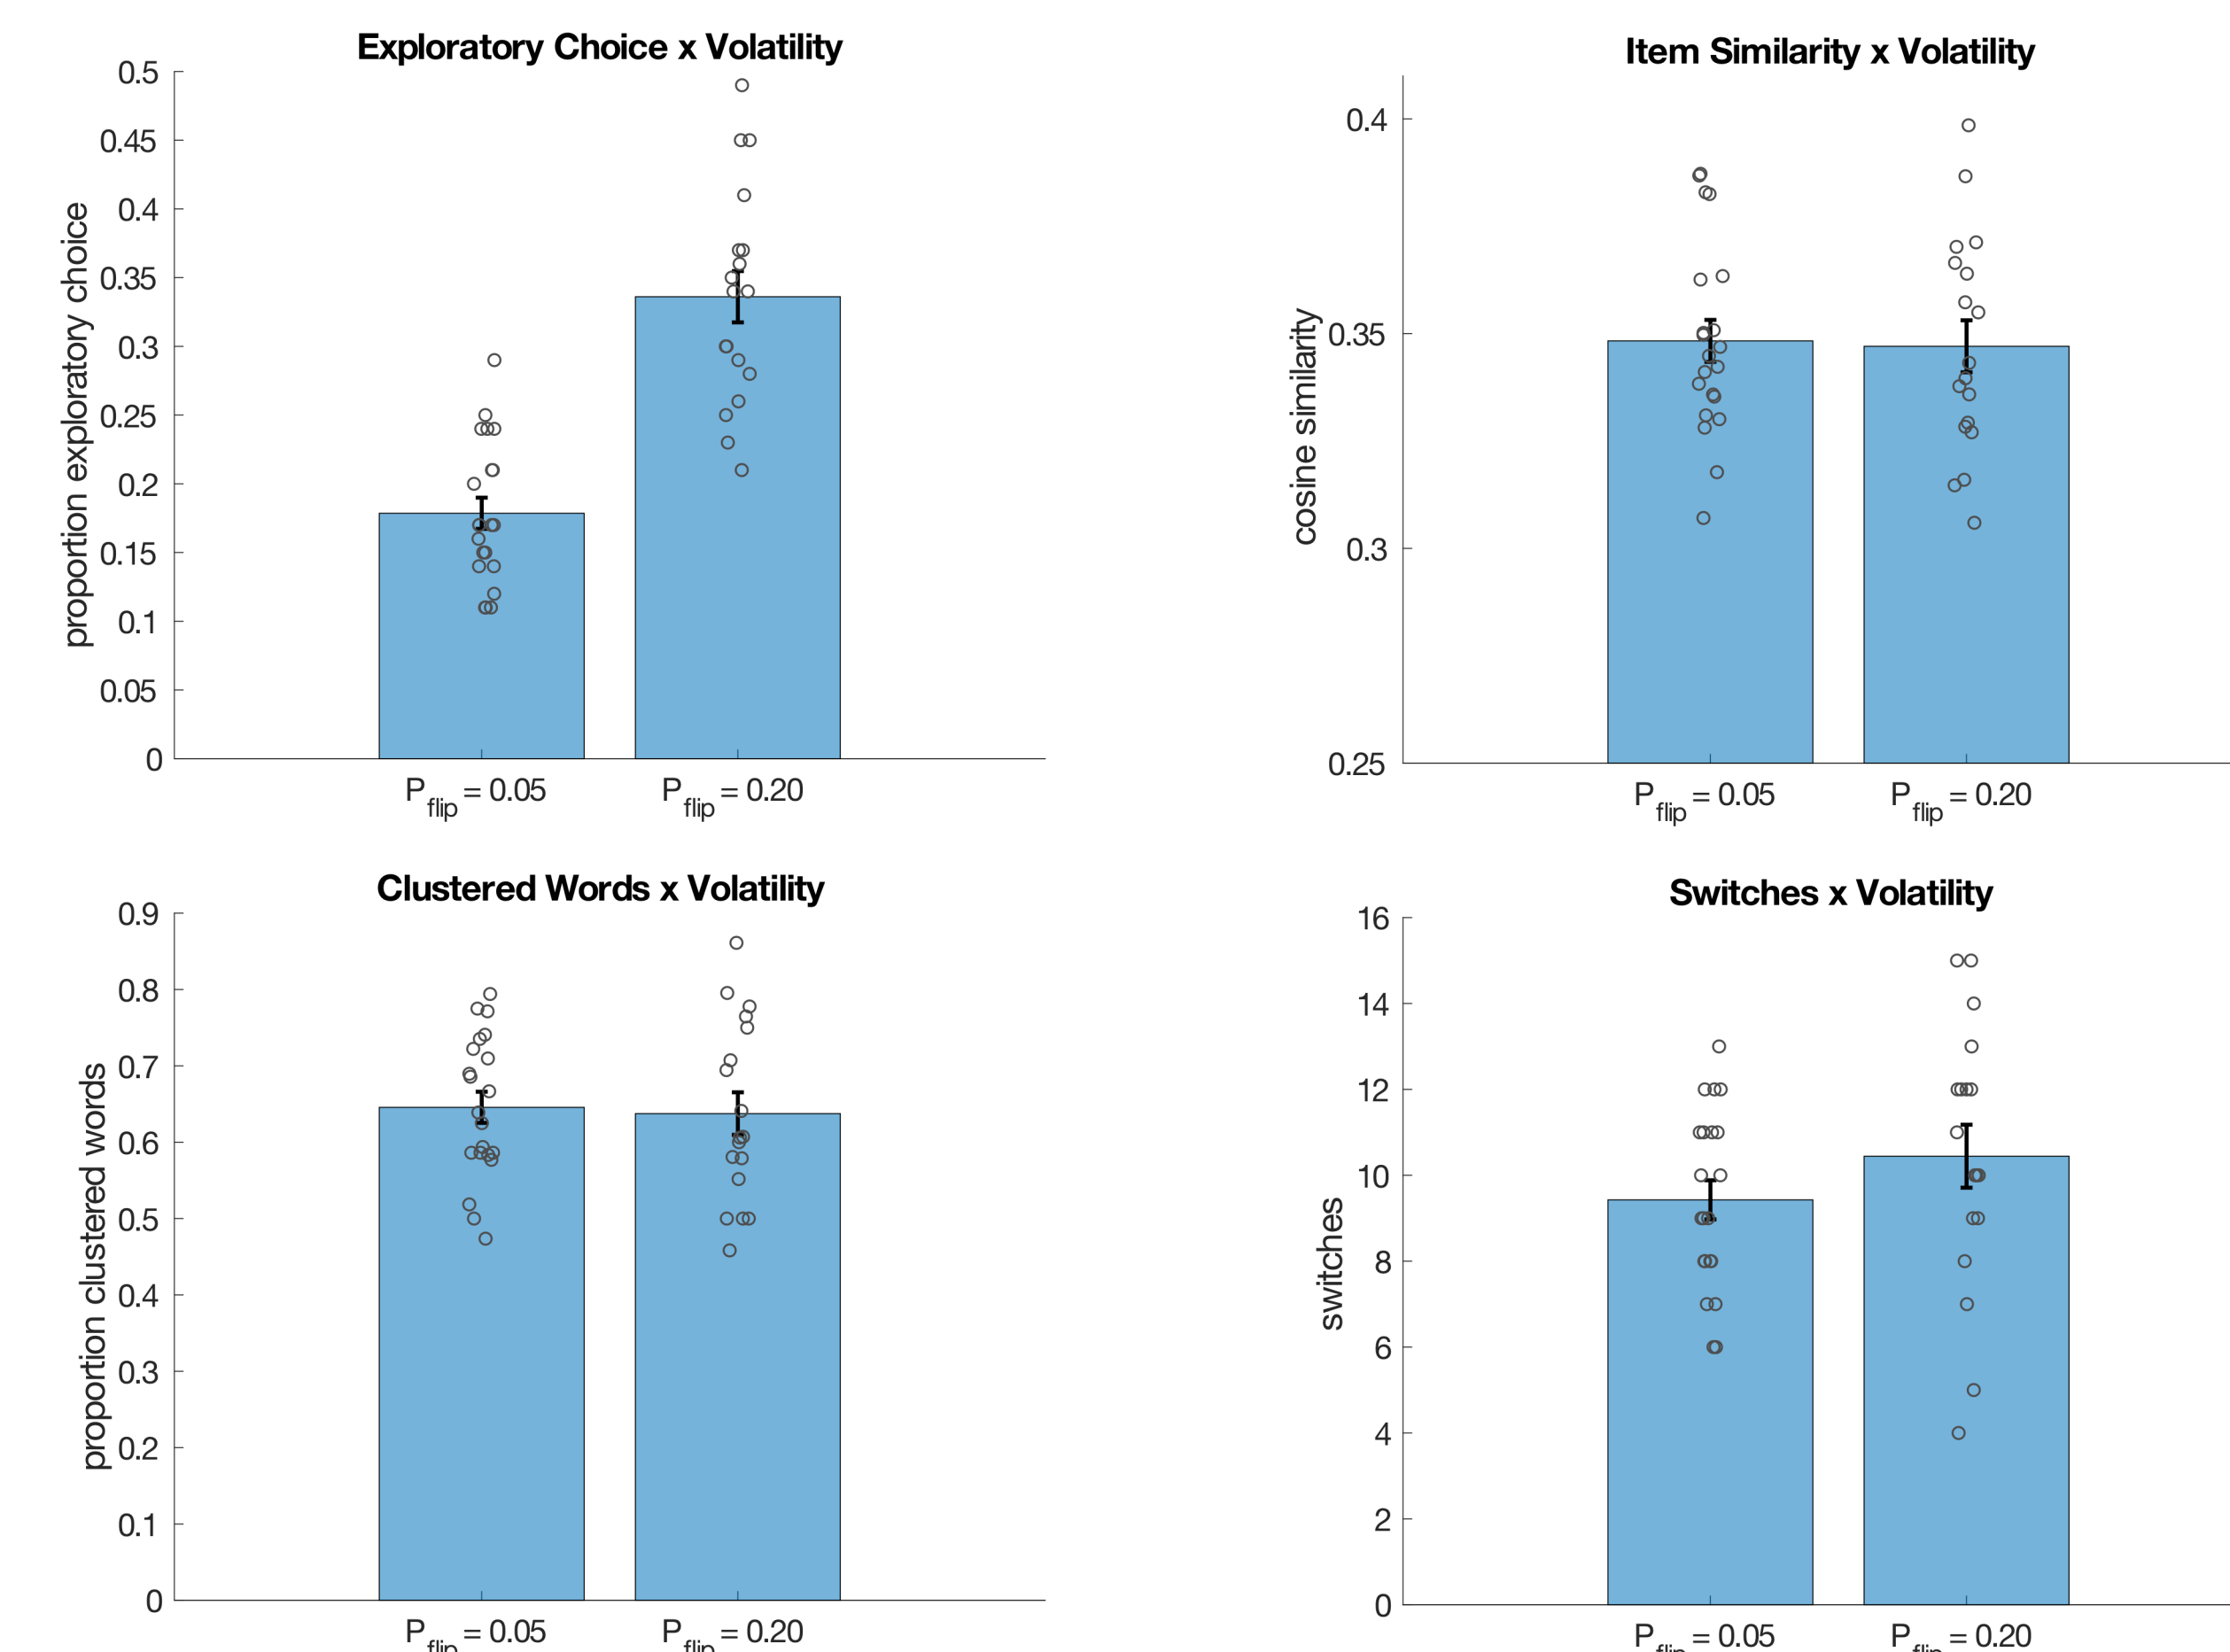 Exploratory Choice x Volatility
proportion exploratory choice
0.5
0.45
0.4
0.35
0.3
0.25
0.2
0.15
0.1
0.05
0
P flip = 0.05
P flip = 0.20
Item Similarity x Volatility
cosine similarity
0.4
0.35
0.3
0.25
P flip = 0.05
P flip = 0.20
Clustered Words x Volatility
proportion clustered words
0.9
0.8
0.7
0.6
0.5
0.4
0.3
0.2
0.1
0
P flip = 0.05
P flip = 0.20
Switches x Volatility
switches
16
14
12
10
8
6
4
2
0
P flip = 0.05
P flip = 0.20